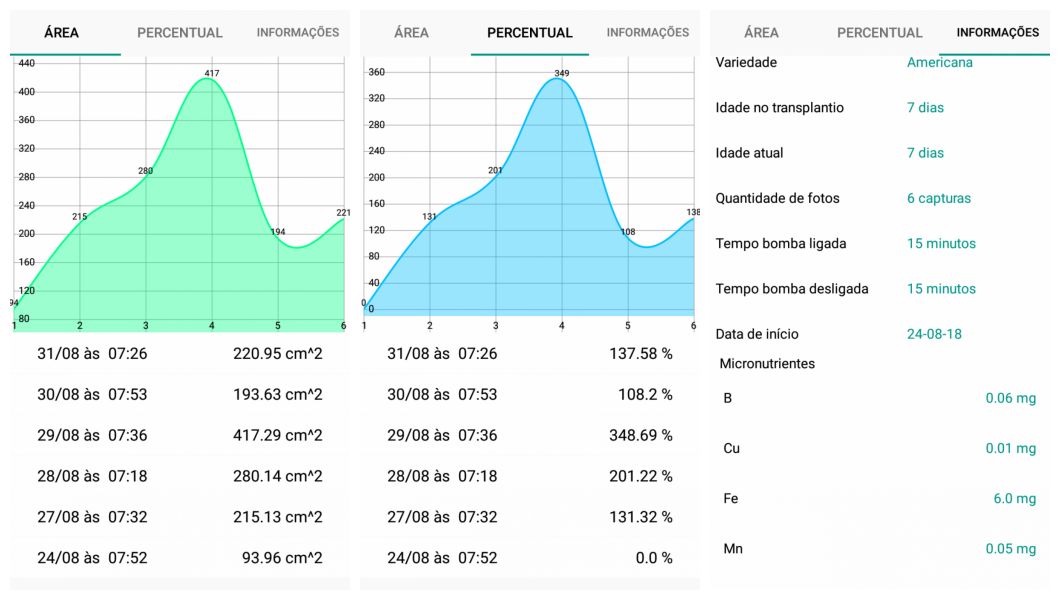 ÁREA PERCENTUAL INFORMAÇÕES
440
400
360
320
280
240
200
160
120
80
94
215
280
417
194
221
1 2 3 4 5 6
31/08 às 07:26 220.95 cm^2
30/08 às 07:53 193.63 cm^2
29/08 às 07:36 417.29 cm^2
28/08 às 07:18 280.14 cm^2
27/08 às 07:32 215.13 cm^2
24/08 às 07:52 93.96 cm^2
ÁREA PERCENTUAL INFORMAÇÕES
360
320
280
240
200
160
120
80
40
0
0
131
201
349
108
138
1 2 3 4 5 6
31/08 às 07:26 137.58 %
30/08 às 07:53 108.2 %
29/08 às 07:36 348.69 %
28/08 às 07:18 201.22 %
27/08 às 07:32 131.32 %
24/08 às 07:52 0.0 %
ÁREA PERCENTUAL INFORMAÇÕES
Variedade Americana
Idade no transplantio 7 dias
Idade atual 7 dias
Quantidade de fotos 6 capturas
Tempo bomba ligada 15 minutos
Tempo bomba desligada 15 minutos
Data de início 24-08-18
Micronutrientes
B 0.06 mg
Cu 0.01 mg
Fe 6.0 mg
Mn 0.05 mg